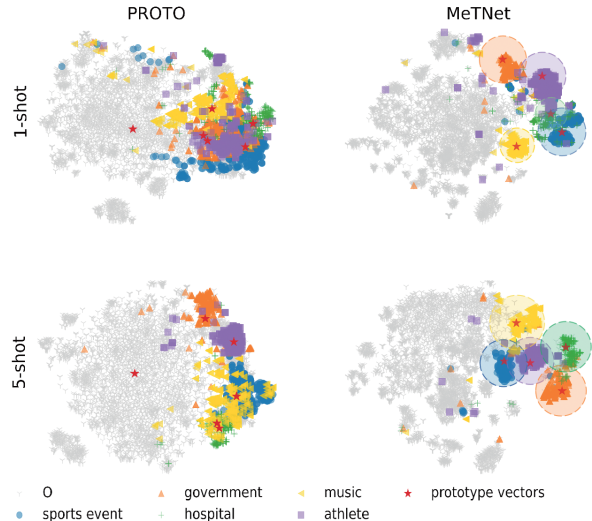 PROTO MeTNet
1-shot
5-shot
O government music prototype vectors
sports event hospital athlete